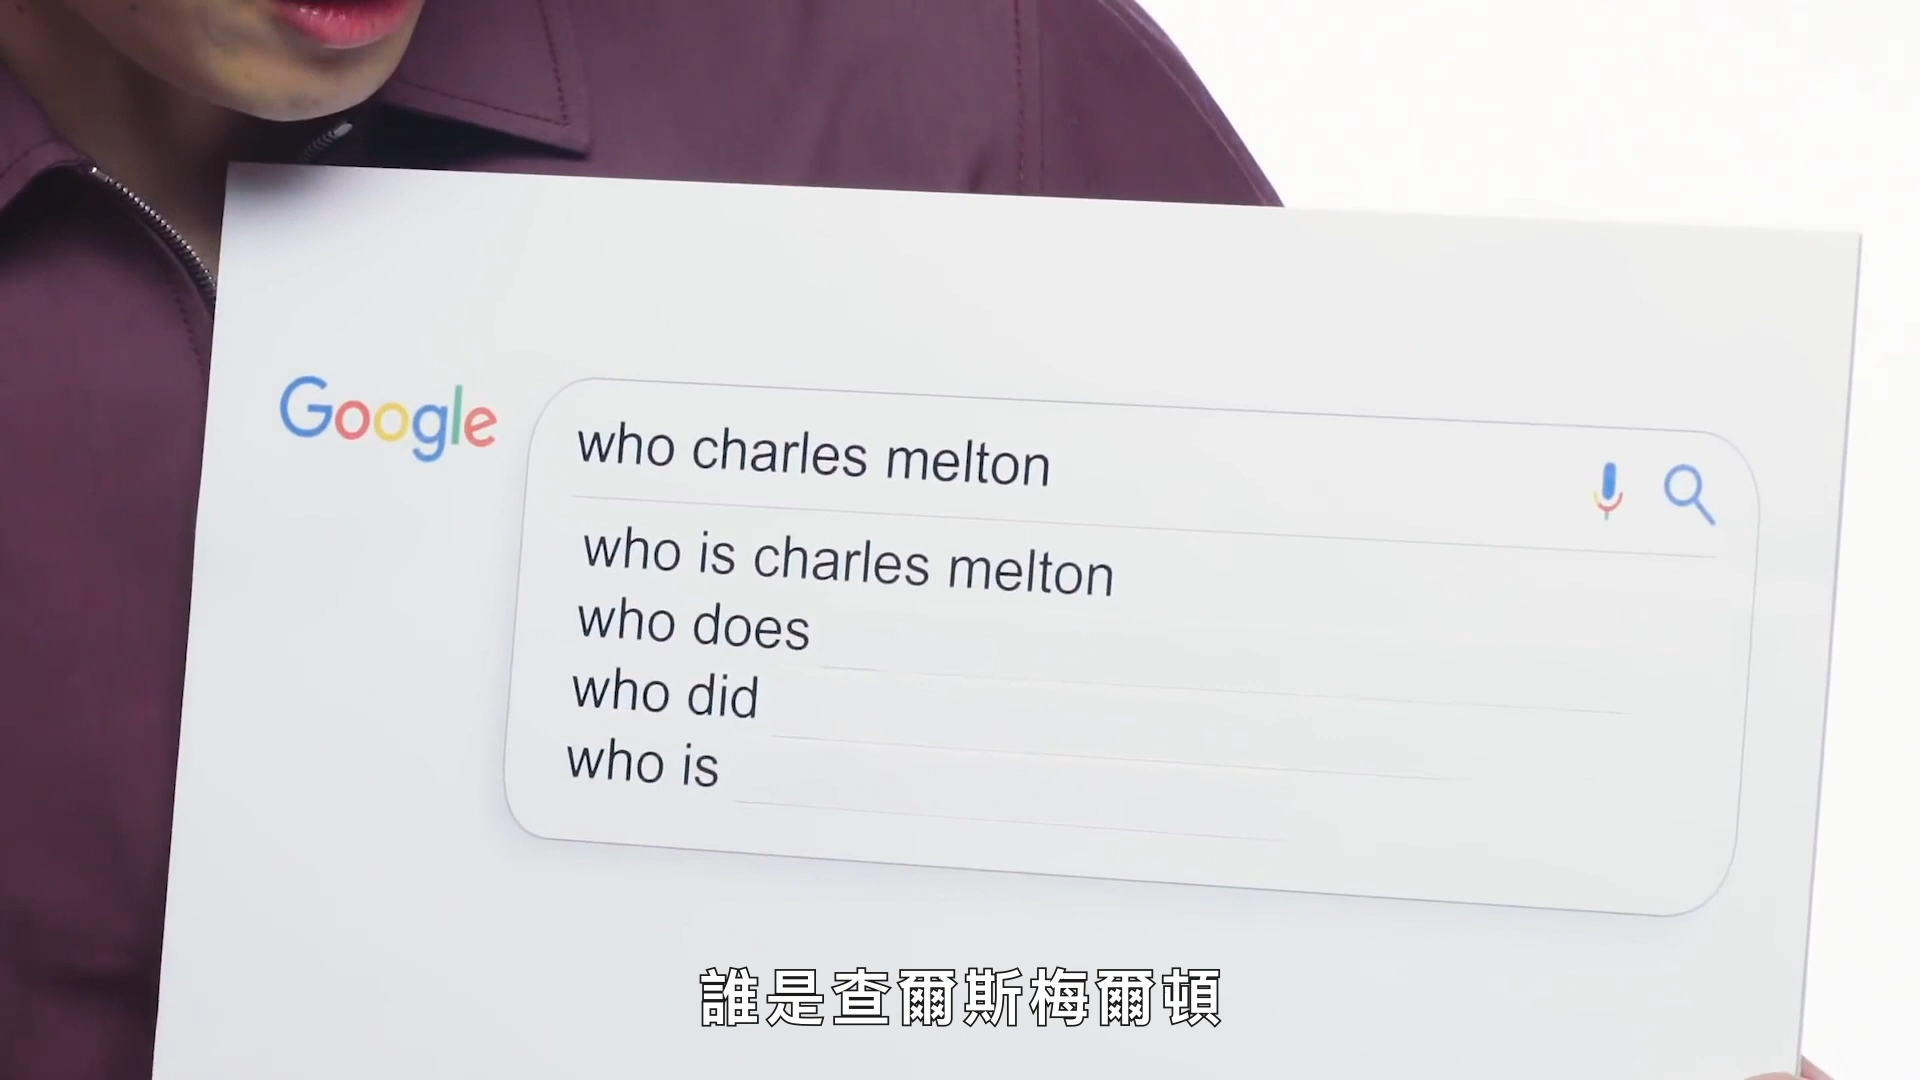 Google
who charles melton
who is charles melton
who does
who did
who is
誰是查爾斯梅爾頓